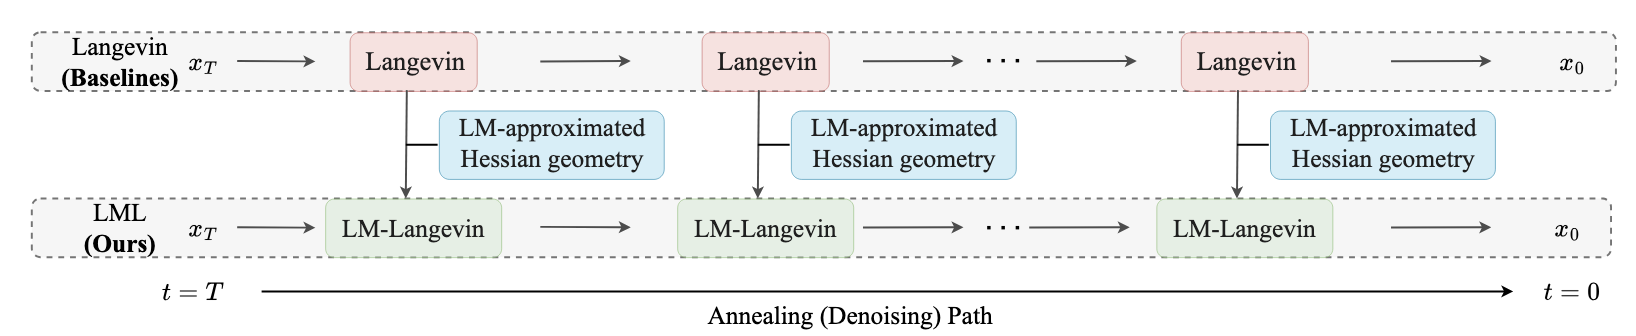 Langevin
(Baselines)
x_T
Langevin
Langevin
···
Langevin
x_0
LM-approximated
Hessian geometry
LM-approximated
Hessian geometry
LM-approximated
Hessian geometry
LML
(Ours)
x_T
LM-Langevin
LM-Langevin
···
LM-Langevin
x_0
t = T
t = 0
Annealing (Denoising) Path